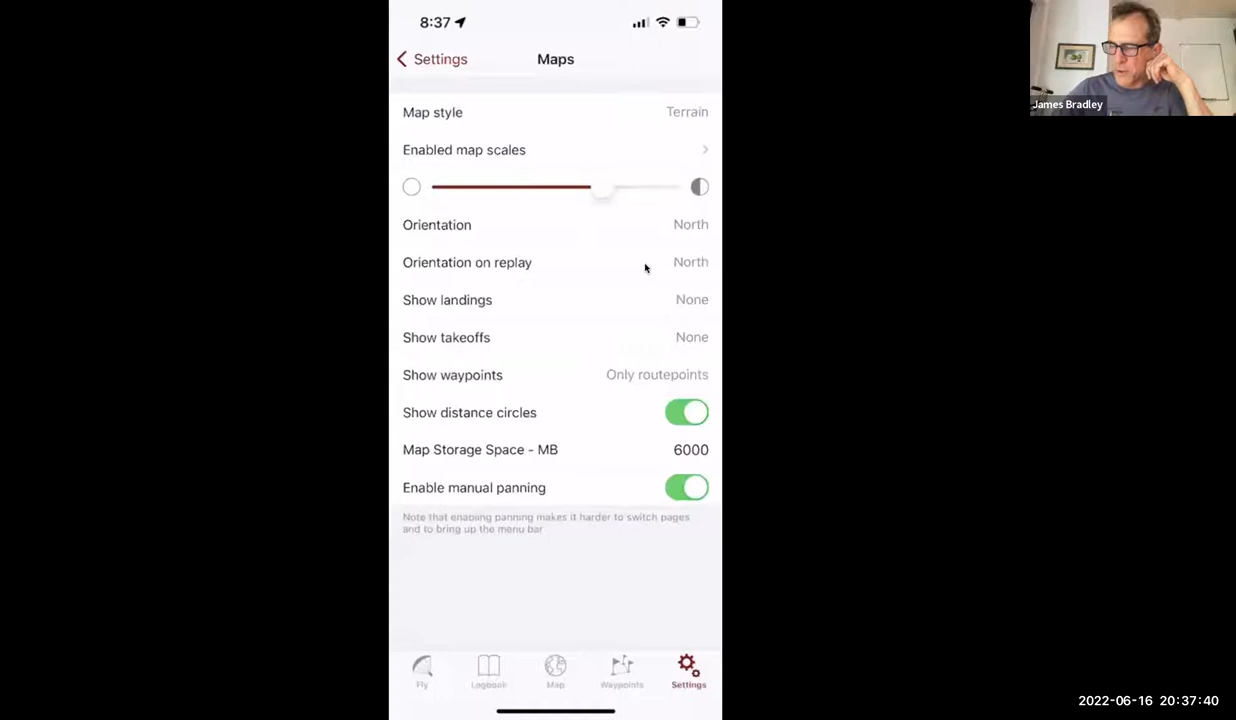 8:37
Settings
Maps
Map style
Terrain
Enabled map scales
Orientation
North
Orientation on replay
North
Show landings
None
Show takeoffs
None
Show waypoints
Only routepoints
Show distance circles
Map Storage Space - MB
6000
Enable manual panning
Note that enabling panning makes it harder to switch pages
and to bring up the menu bar
Fly
Logbook
Map
Waypoints
Settings
James Bradley
2022-06-16 20:37:40